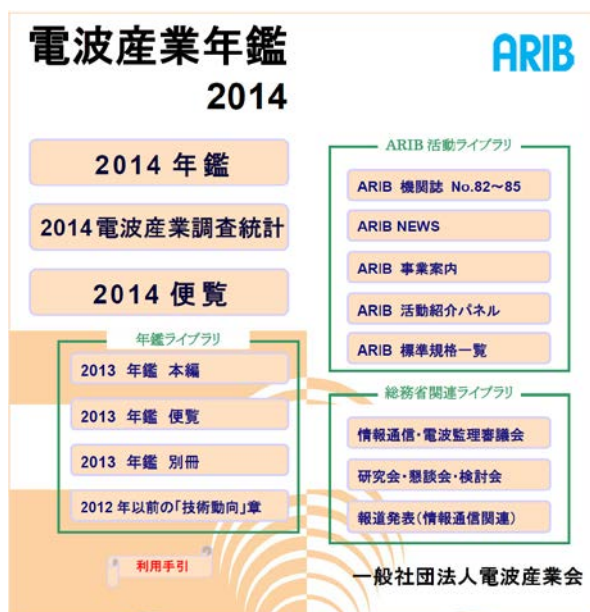 電波産業年鑑
2014
ARIB
2014 年鑑
2014電波産業調査統計
2014 便覧
年鑑ライブラリ
2013 年鑑 本編
2013 年鑑 便覧
2013 年鑑 別冊
2012 年以前の「技術動向」章
利用手引
ARIB 活動ライブラリ
ARIB 機関誌 No.82～85
ARIB NEWS
ARIB 事業案内
ARIB 活動紹介パネル
ARIB 標準規格一覧
総務省関連ライブラリ
情報通信・電波監理審議会
研究会・懇談会・検討会
報道発表(情報通信関連)
一般社団法人電波産業会